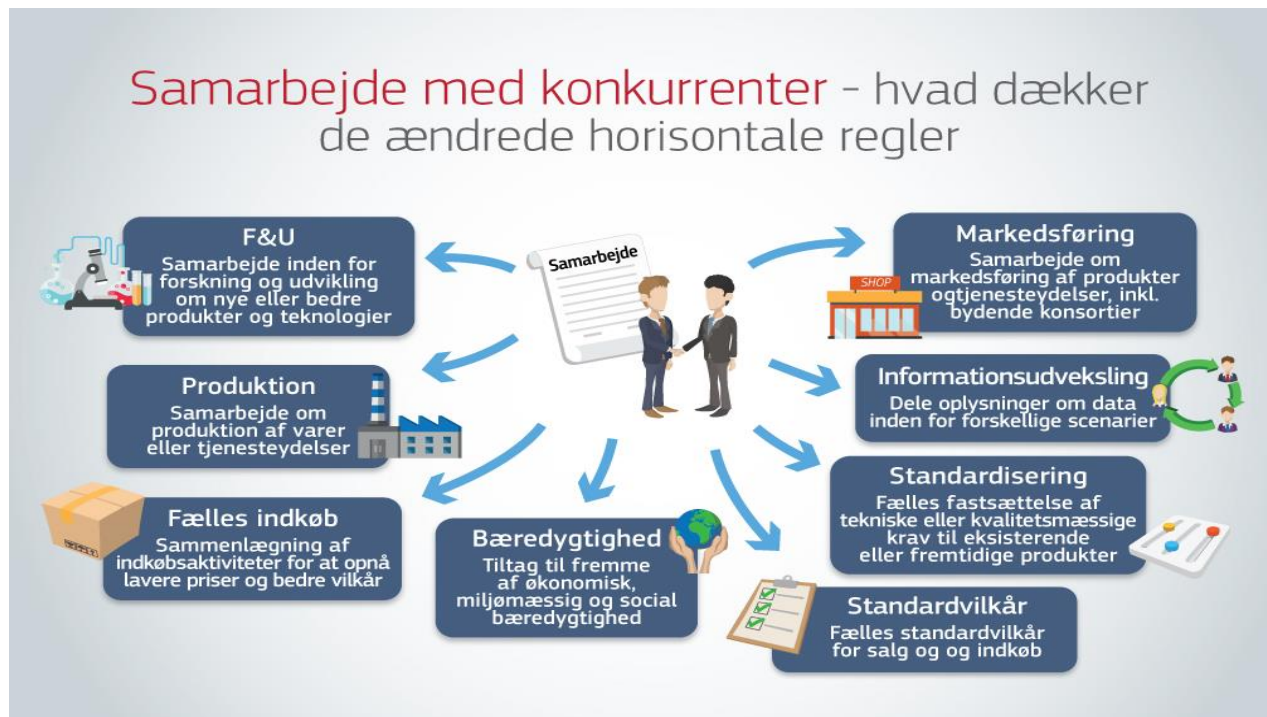 Samarbejde med konkurrenter - hvad dækker
de ændrede horisontale regler
F&U
Samarbejde inden for
forskning og udvikling
om nye eller bedre
produkter og teknologier
Produktion
Samarbejde om
produktion af varer
eller tjenesteydelser
Fælles indkøb
Sammenlægning af
indkøbsaktiviteter for at opnå
lavere priser og bedre vilkår
Samarbejde
Bæredygtighed
Tiltag til fremme
af økonomisk,
miljømæssig og social
bæredygtighed
Markedsføring
Samarbejde om
markedsføring af produkter
ogtjenesteydelser, inkl.
bydende konsortier
SHOP
Informationsudveksling
Dele oplysninger om data
inden for forskellige scenarier
Standardisering
Fælles fastsættelse af
tekniske eller kvalitetsmæssige
krav til eksisterende
eller fremtidige produkter
Standardvilkår
Fælles standardvilkår
for salg og og indkøb